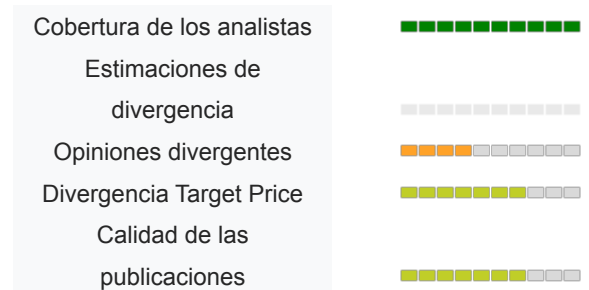 Cobertura de los analistas
Estimaciones de
divergencia
Opiniones divergentes
Divergencia Target Price
Calidad de las
publicaciones